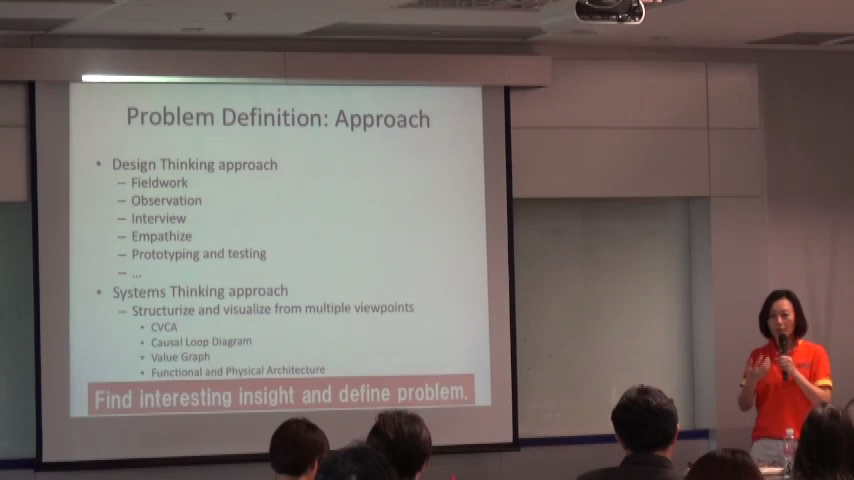 Problem Definition: Approach
• Design Thinking approach
– Fieldwork
– Observation
– Interview
– Empathize
– Prototyping and testing
– ...
• Systems Thinking approach
– Structurize and visualize from multiple viewpoints
• CVCA
• Causal Loop Diagram
• Value Graph
• Functional and Physical Architecture
Find interesting insight and define problem.